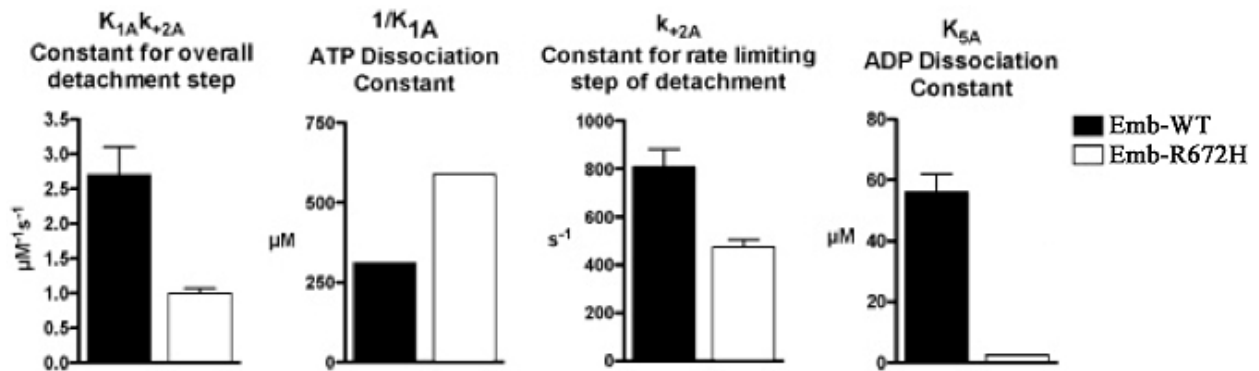 K1Ak+2A
Constant for overall
detachment step
3.5
3.0
2.5
2.0
1.5
1.0
0.5
0.0
µM-1s-1
1/K1A
ATP Dissociation
Constant
750
500
250
0
µM
k+2A
Constant for rate limiting
step of detachment
1000
800
600
400
200
0
s-1
K5A
ADP Dissociation
Constant
80
60
40
20
0
µM
Emb-WT
Emb-R672H